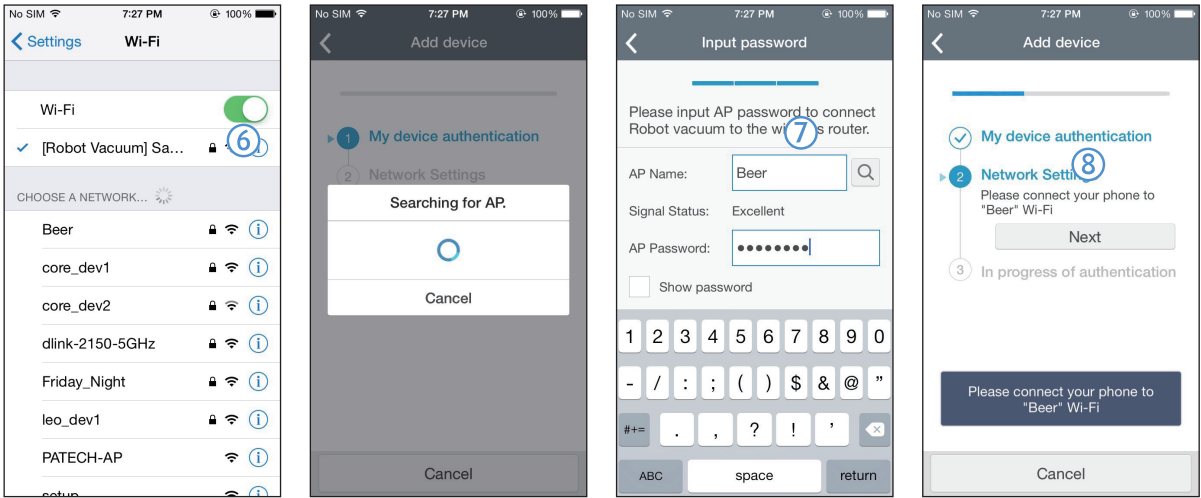 No SIM 7:27 PM 100%
Settings Wi-Fi
Wi-Fi
6
[Robot Vacuum] Sa...
CHOOSE A NETWORK...
Beer
core_dev1
core_dev2
dlink-2150-5GHz
Friday_Night
leo_dev1
PATECH-AP
setup
No SIM 7:27 PM 100%
Add device
1 My device authentication
2 Network Settings
Searching for AP.
Cancel
Cancel
No SIM 7:27 PM 100%
Input password
Please input AP password to connect
Robot vacuum to the wi s router.
7
AP Name: Beer
Signal Status: Excellent
AP Password: ●●●●●●●●
Show password
1 2 3 4 5 6 7 8 9 0
- / : ; ( ) $ & @ "
#+= . , ? ! '
ABC space return
No SIM 7:27 PM 100%
Add device
My device authentication
8
2 Network Settin
Please connect your phone to
"Beer" Wi-Fi
Next
3 In progress of authentication
Please connect your phone to
"Beer" Wi-Fi
Cancel